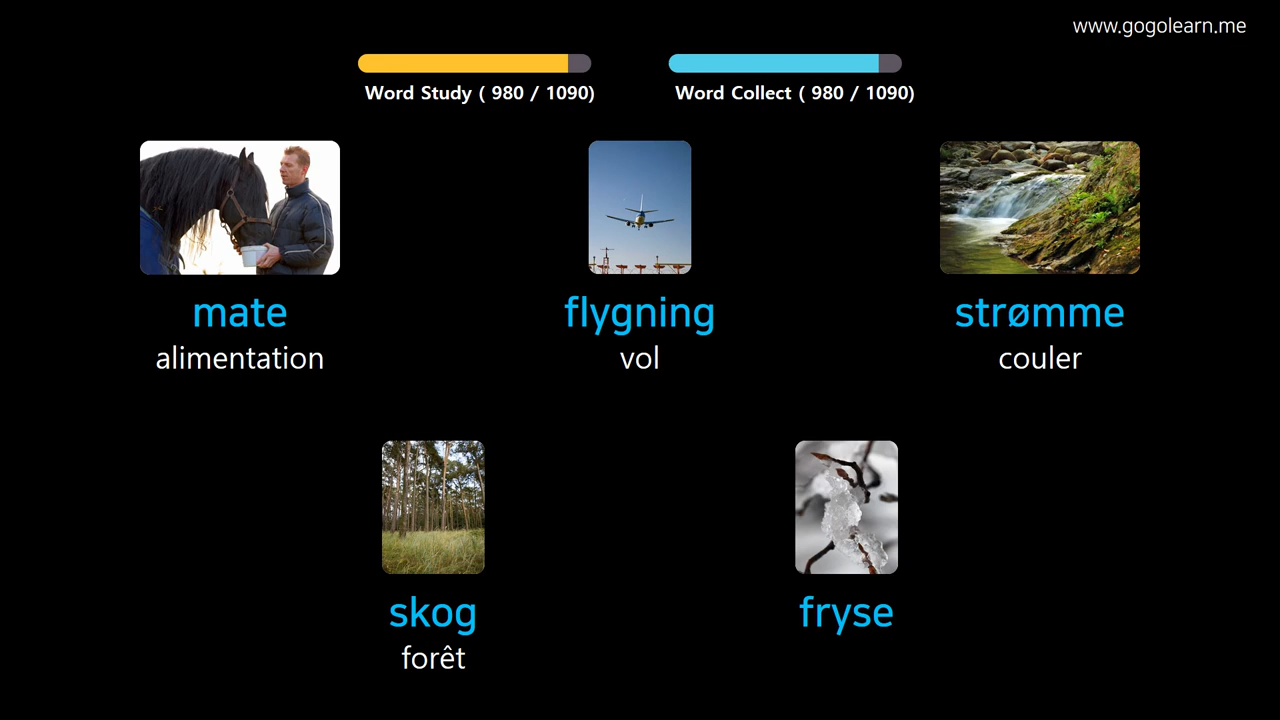 www.gogolearn.me
Word Study ( 980 / 1090)
Word Collect ( 980 / 1090)
mate
alimentation
flygning
vol
strømme
couler
skog
forêt
fryse